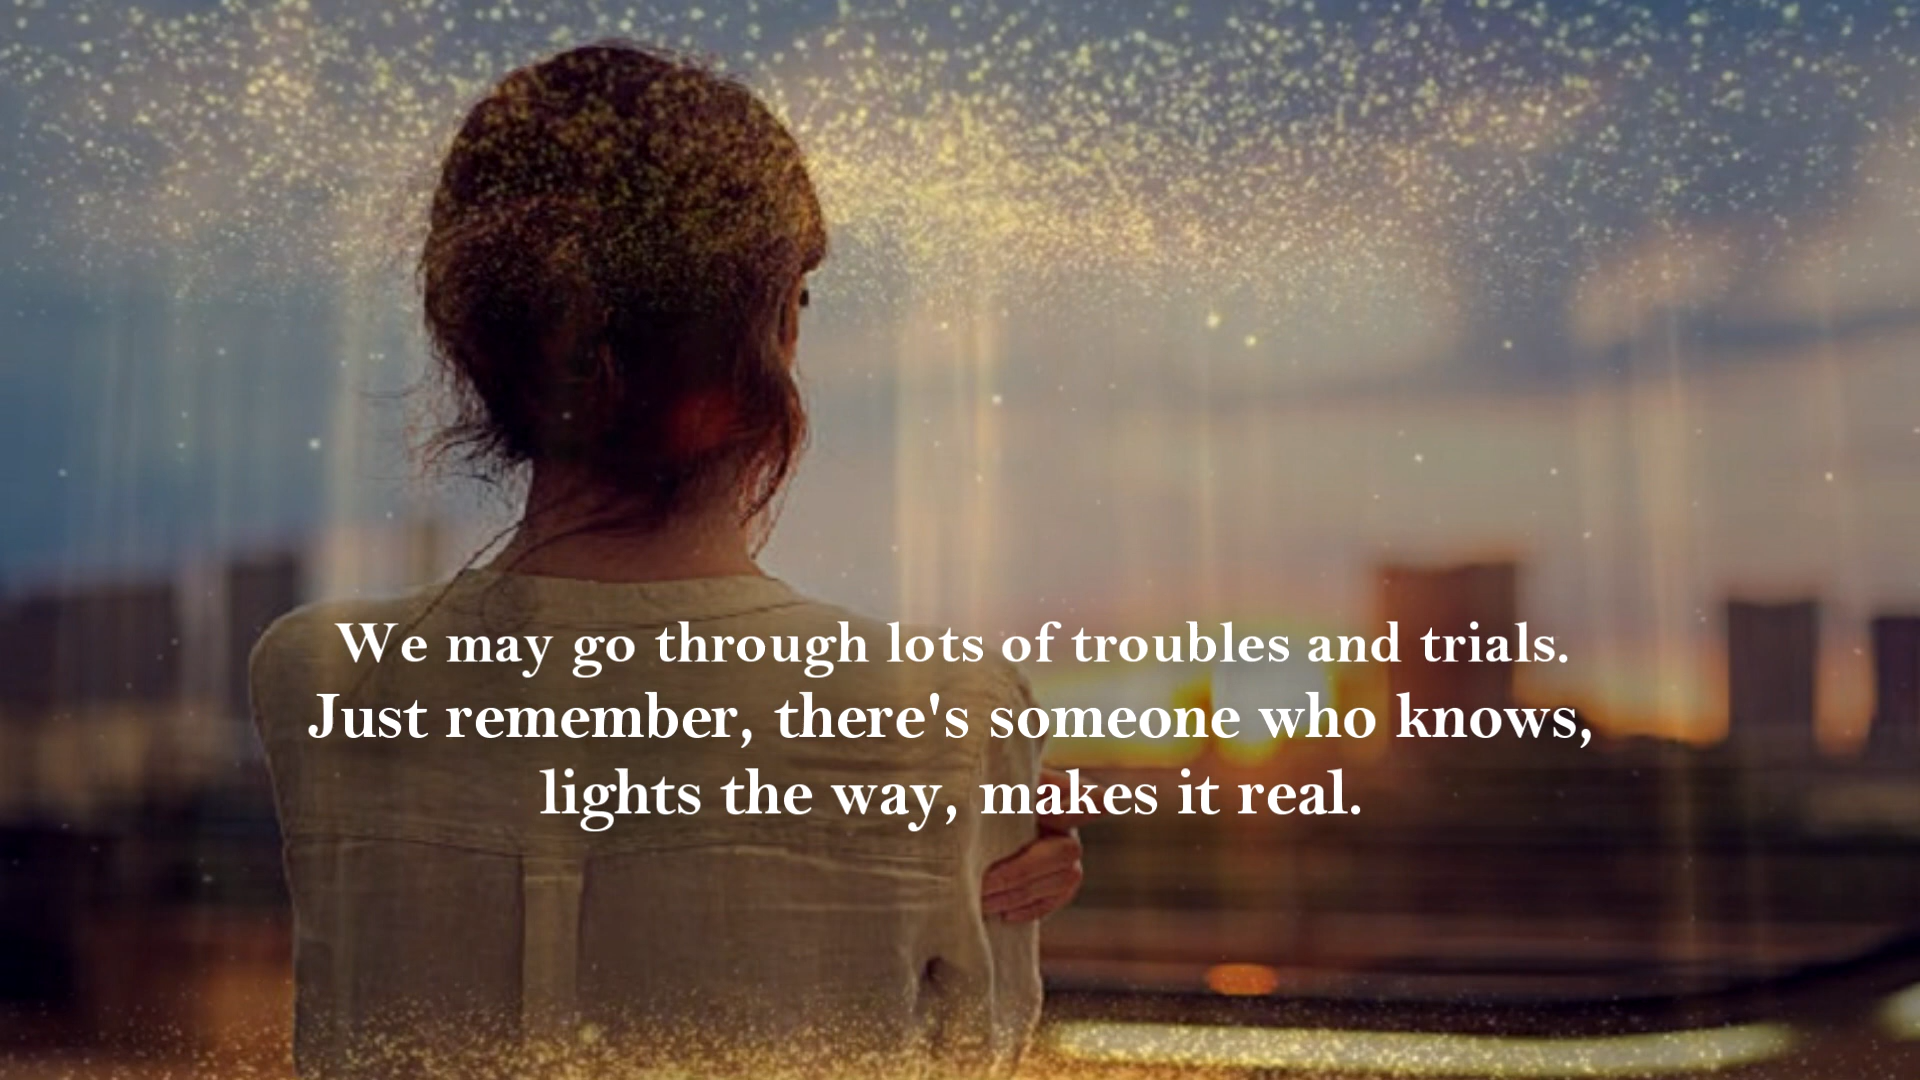 We may go through lots of troubles and trials.
Just remember, there's someone who knows,
lights the way, makes it real.